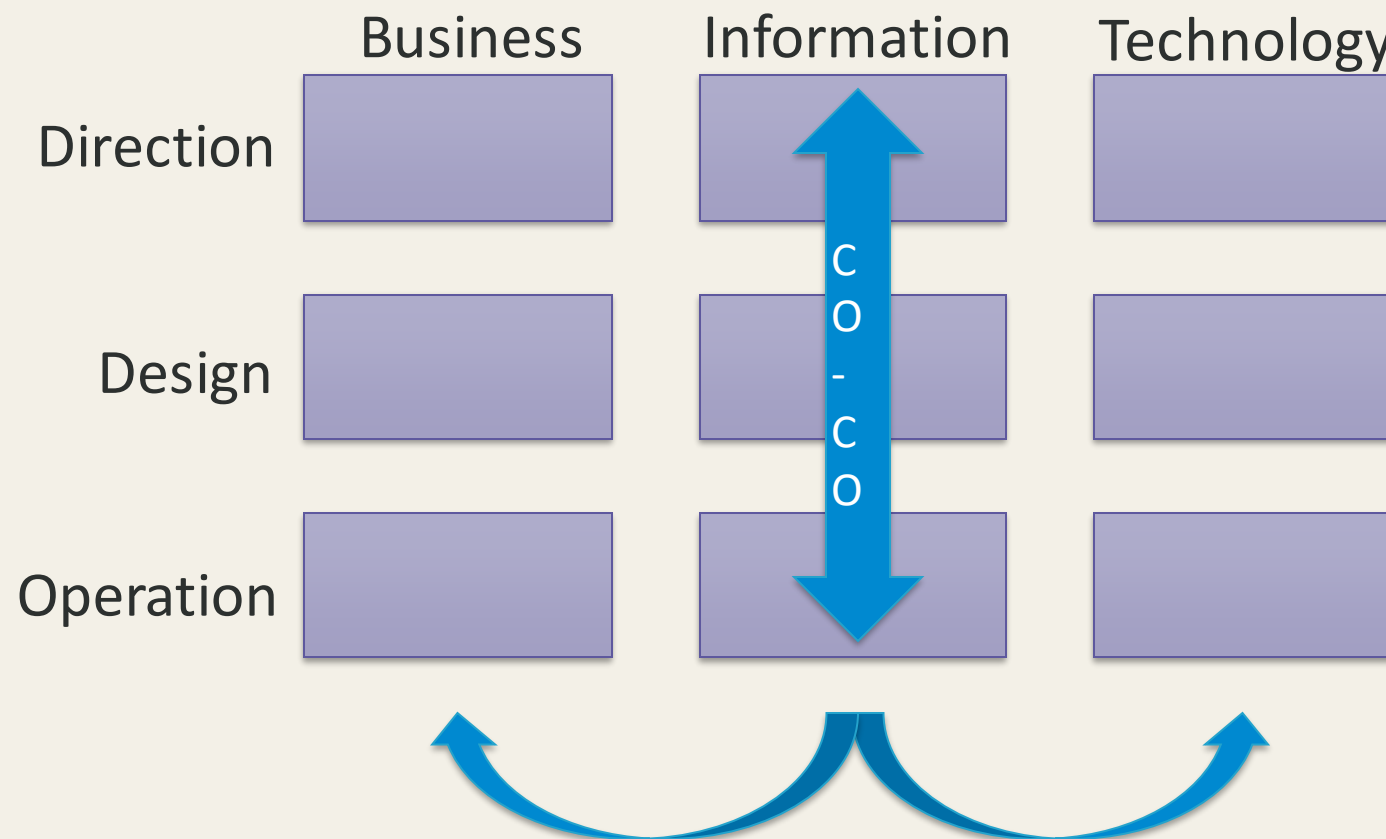 Business Information Technology
Direction
C
O
Design
-
C
O
Operation